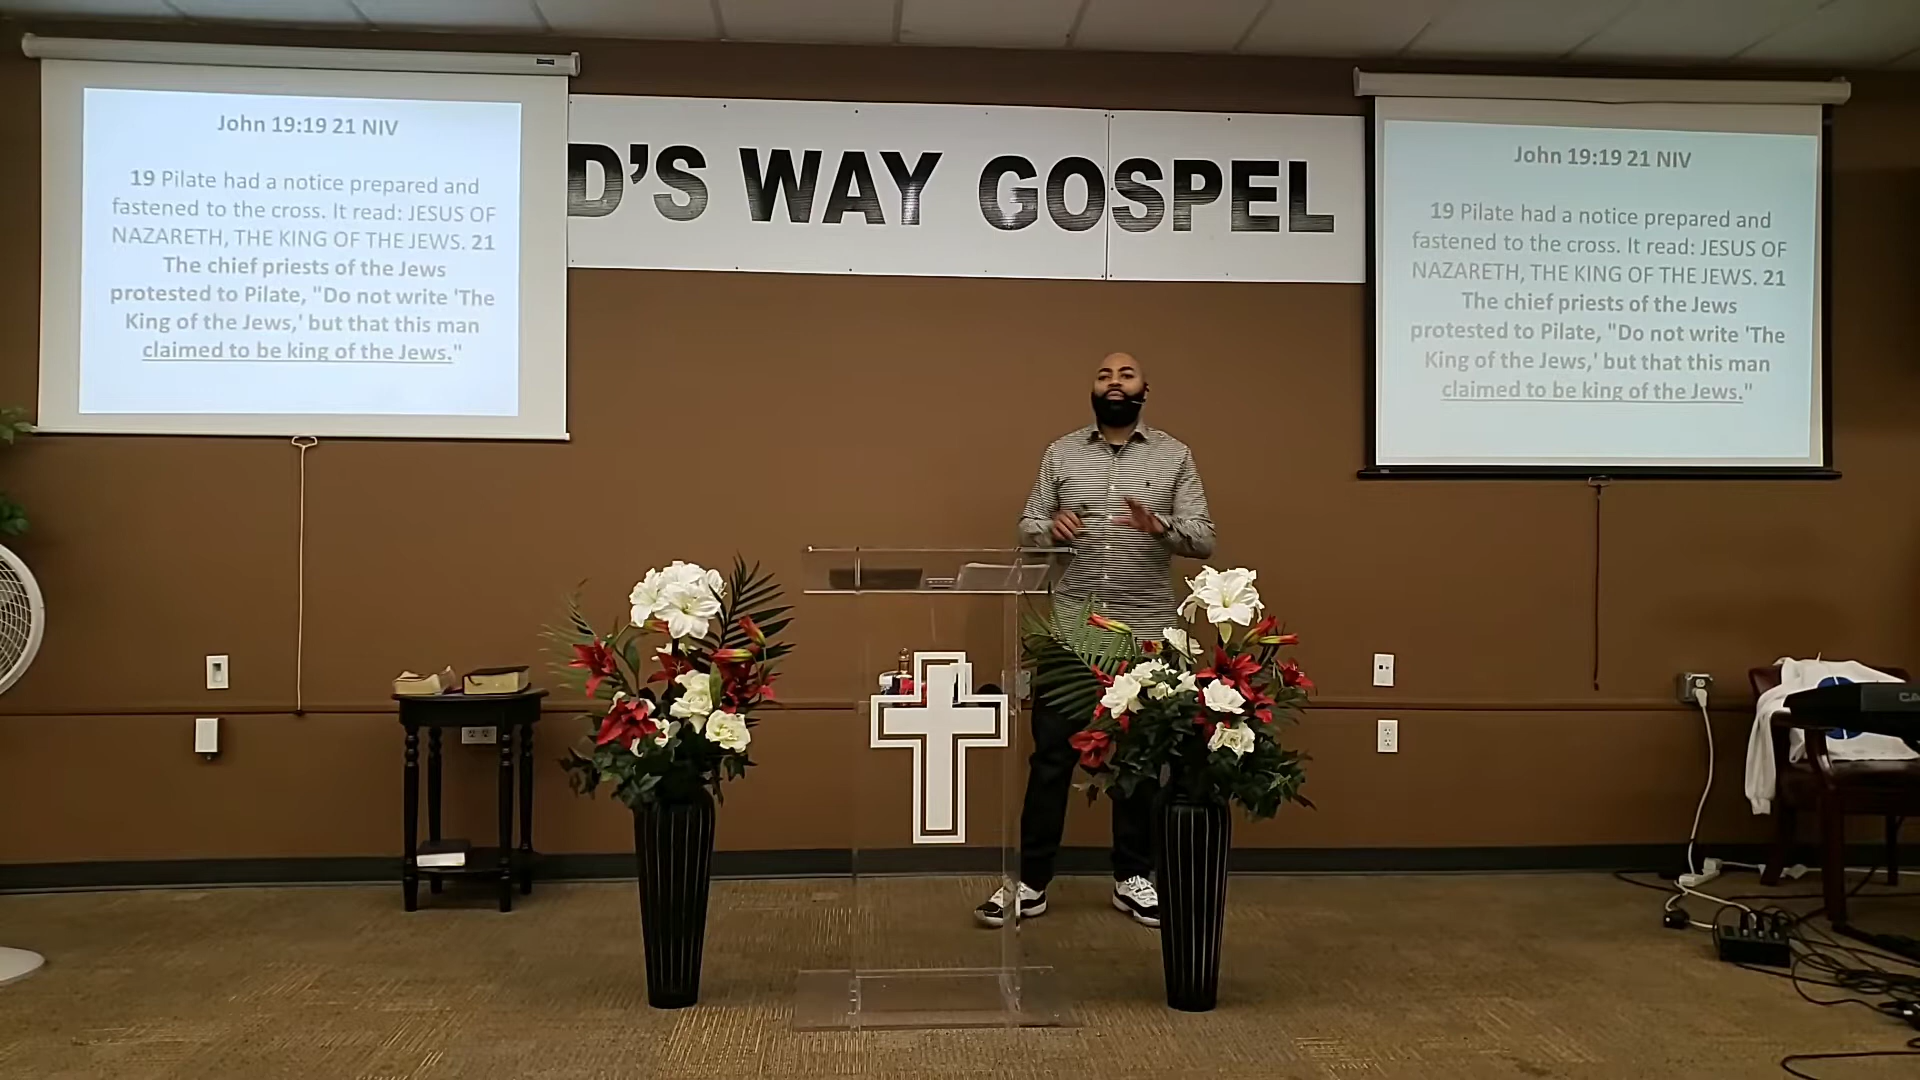 John 19:19 21 NIV
19 Pilate had a notice prepared and
fastened to the cross. It read: JESUS OF
NAZARETH, THE KING OF THE JEWS. 21
The chief priests of the Jews
protested to Pilate, "Do not write 'The
King of the Jews,' but that this man
claimed to be king of the Jews."
D'S WAY GOSPEL
John 19:19 21 NIV
19 Pilate had a notice prepared and
fastened to the cross. It read: JESUS OF
NAZARETH, THE KING OF THE JEWS. 21
The chief priests of the Jews
protested to Pilate, "Do not write 'The
King of the Jews,' but that this man
claimed to be king of the Jews."